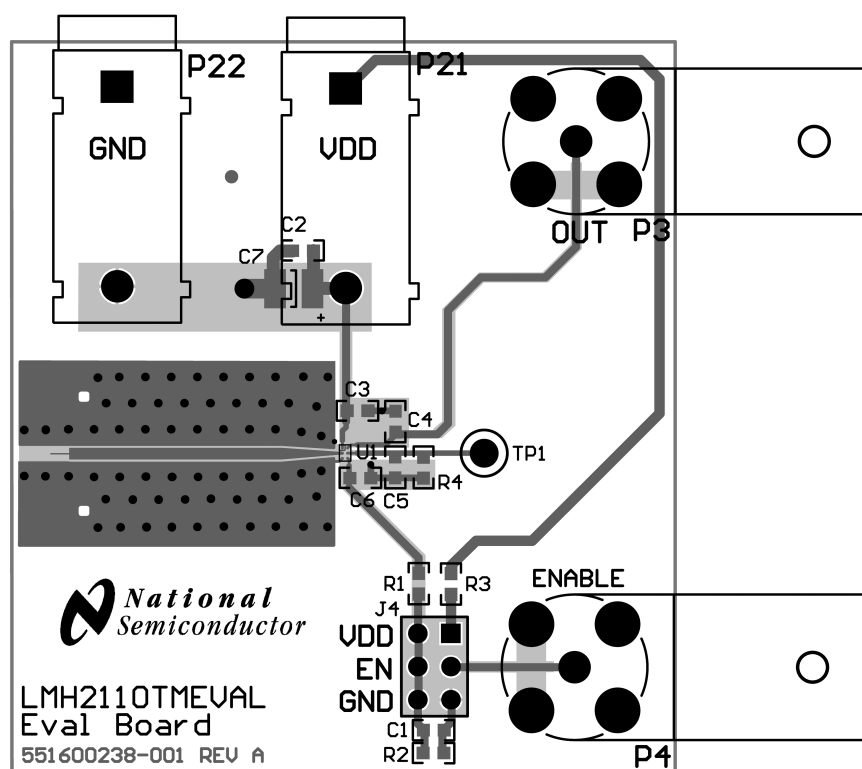 P22
P21
GND
VDD
C2
OUT
P3
C7
+
C3
C4
U1
TP1
C6
C5
R4
R1
R3
ENABLE
J4
National
Semiconductor
VDD
EN
GND
LMH2110TMEVAL
Eval Board
C1
R2
551600238-001 REV A
P4